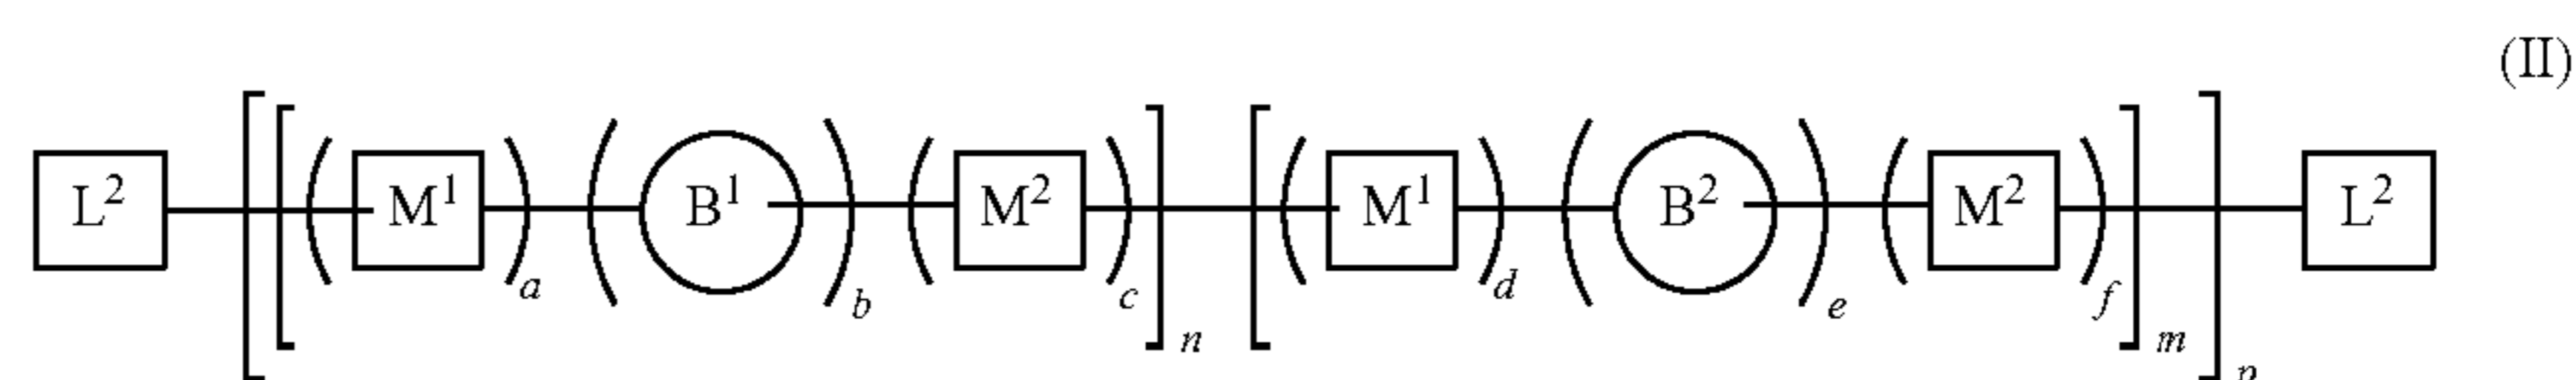 (II)
L² [[(M¹)a (B¹)b (M²)c]n [(M¹)d (B²)e (M²)f]m]p L²